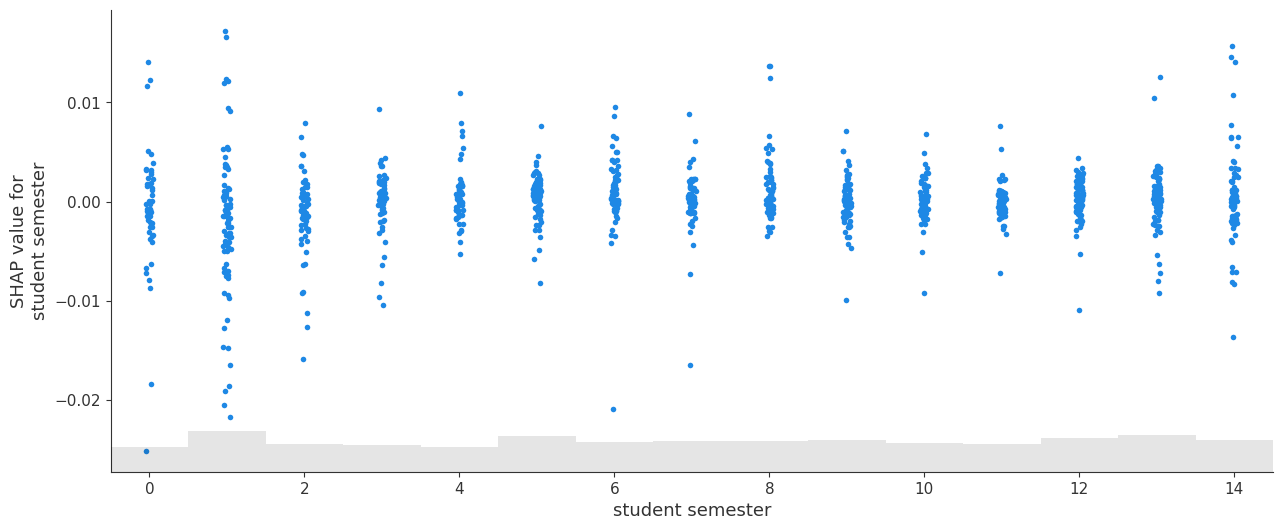 SHAP value for
student semester
0.01
0.00
−0.01
−0.02
0 2 4 6 8 10 12 14
student semester